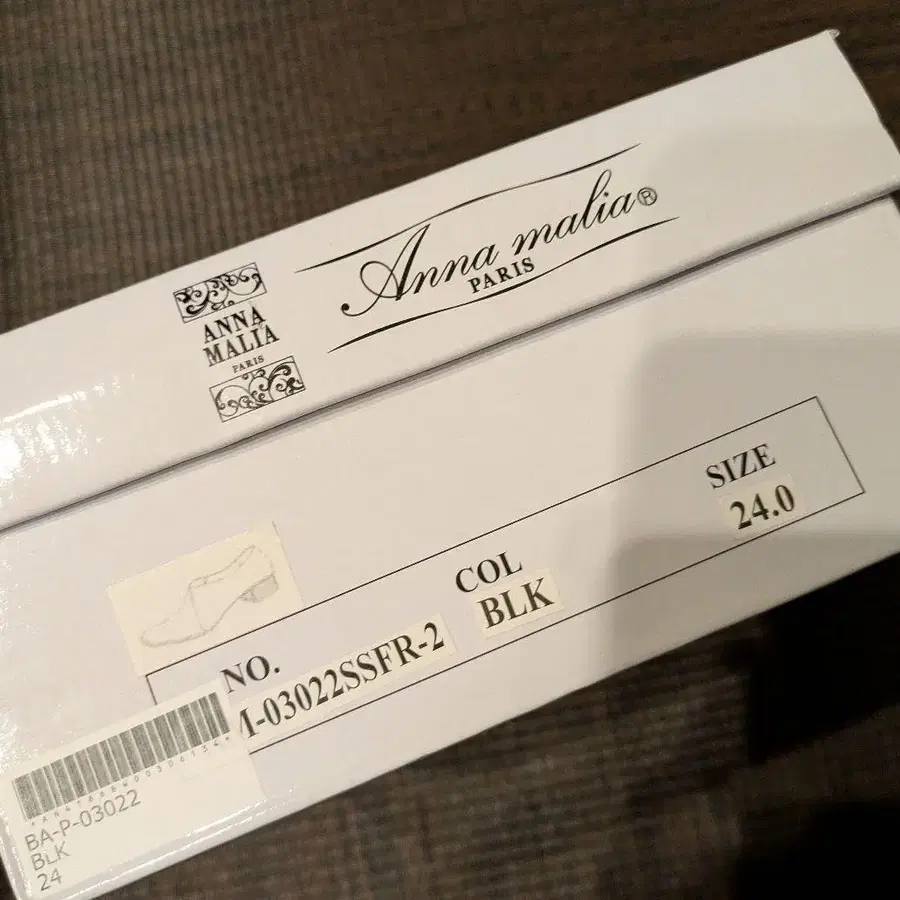 Anna malia®
PARIS
ANNA
MALIA
PARIS
SIZE
24.0
COL
BLK
NO.
-03022SSFR-2
BA-P-03022
BLK
24